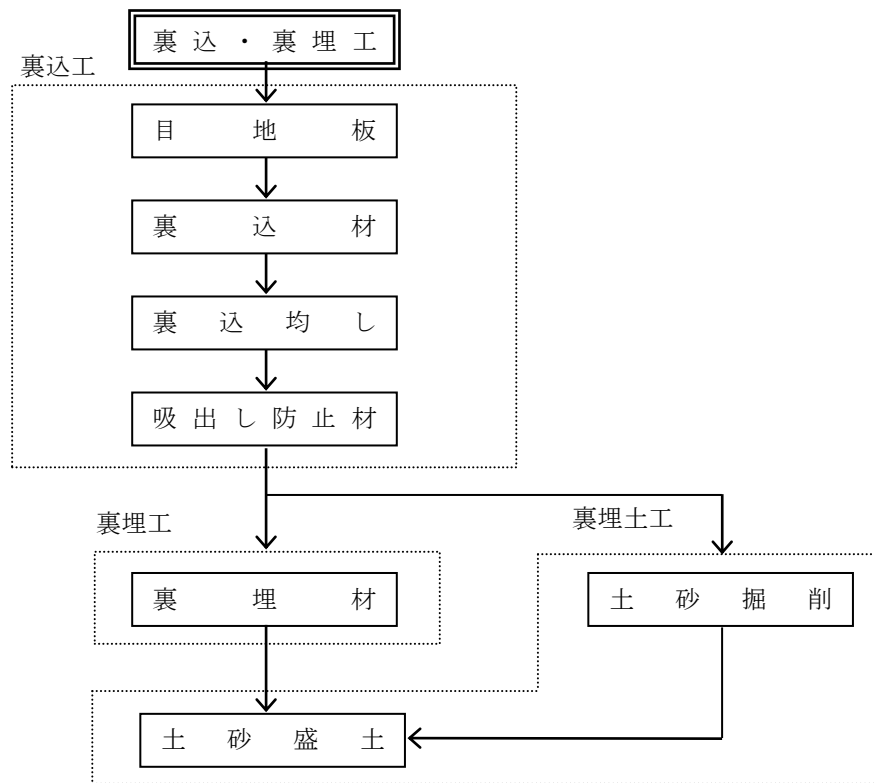 裏込・裏埋工
裏込工
目地板
裏込材
裏込均し
吸出し防止材
裏埋工
裏埋土工
裏埋材
土砂掘削
土砂盛土